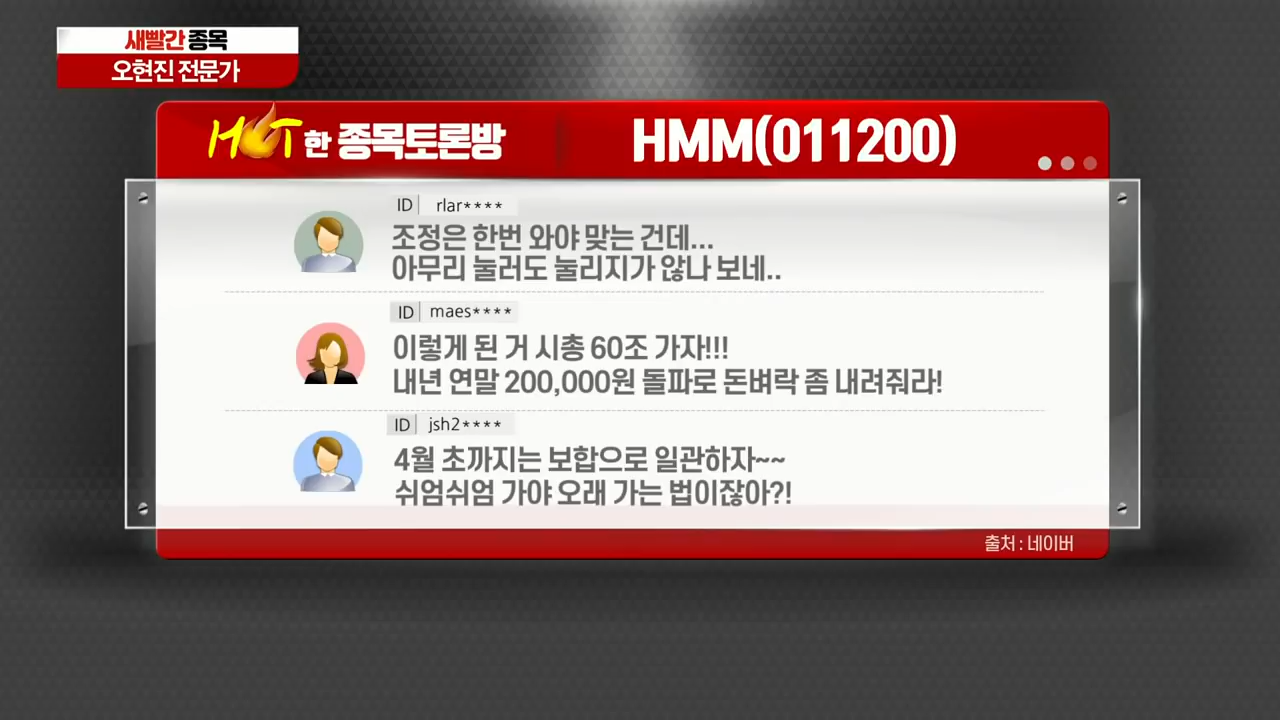 새빨간 종목
오현진 전문가
HOT한 종목토론방
HMM(011200)
ID rlar****
조정은 한번 와야 맞는 건데...
아무리 눌러도 눌리지가 않나 보네..
ID maes****
이렇게 된 거 시총 60조 가자!!!
내년 연말 200,000원 돌파로 돈벼락 좀 내려줘라!
ID jsh2****
4월 초까지는 보합으로 일관하자~~
쉬엄쉬엄 가야 오래 가는 법이잖아?!
출처 : 네이버